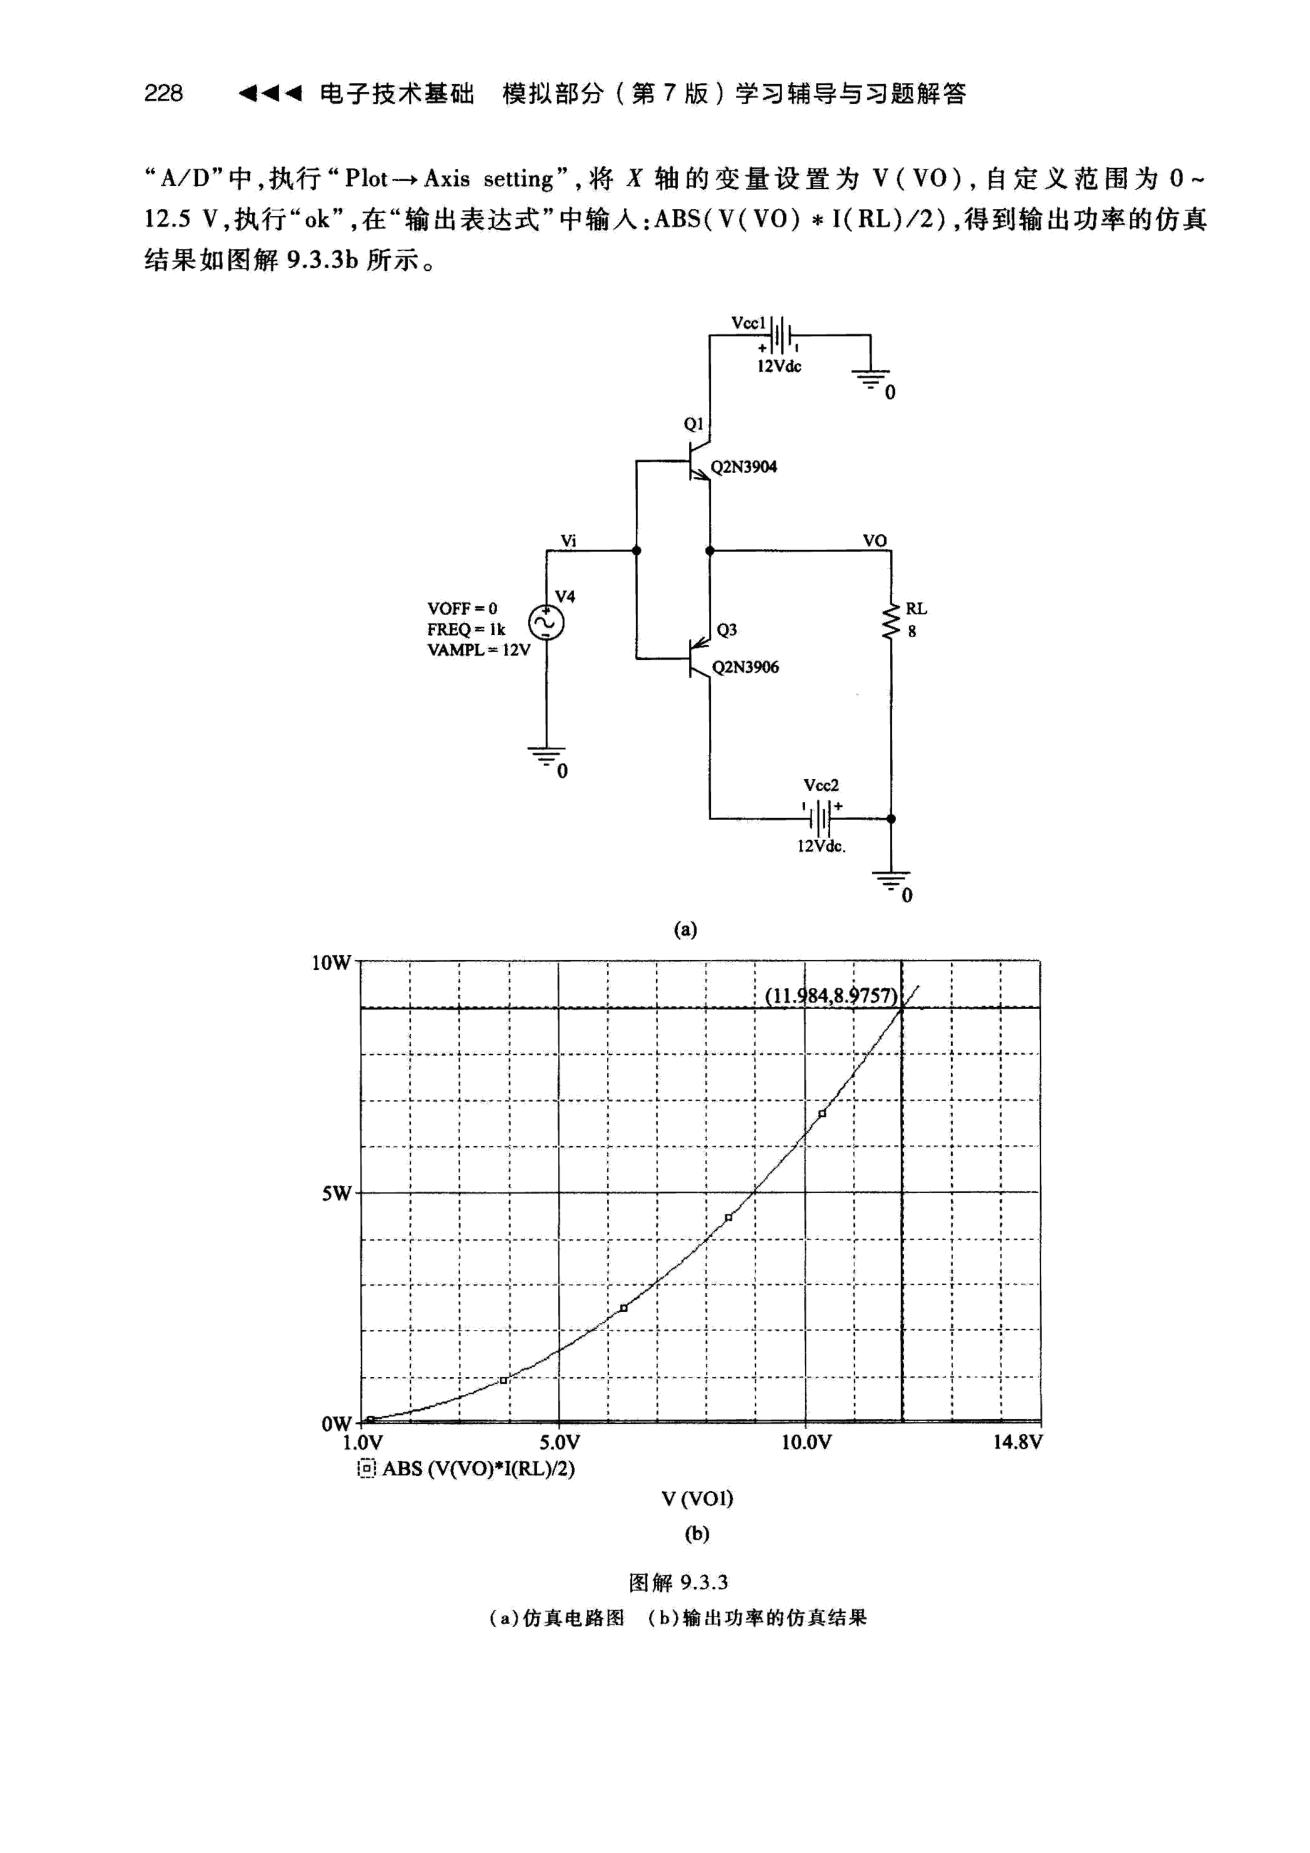 228 ◀◀◀ 电子技术基础 模拟部分(第7版)学习辅导与习题解答
“A/D”中,执行“Plot→Axis setting”,将 X 轴的变量设置为 V(VO),自定义范围为 0~
12.5 V,执行“ok”,在“输出表达式”中输入:ABS(V(VO)*I(RL)/2),得到输出功率的仿真
结果如图解 9.3.3b 所示。
Vcc1
+
12Vdc
0
Q1
Q2N3904
Vi
VO
V4
VOFF = 0
FREQ = 1k
VAMPL = 12V
RL
8
Q3
Q2N3906
0
Vcc2
+
12Vdc.
0
(a)
10W
(11.984,8.9757)
5W
0W
1.0V 5.0V 10.0V 14.8V
ABS (V(VO)*I(RL)/2)
V (VO1)
(b)
图解 9.3.3
(a)仿真电路图 (b)输出功率的仿真结果